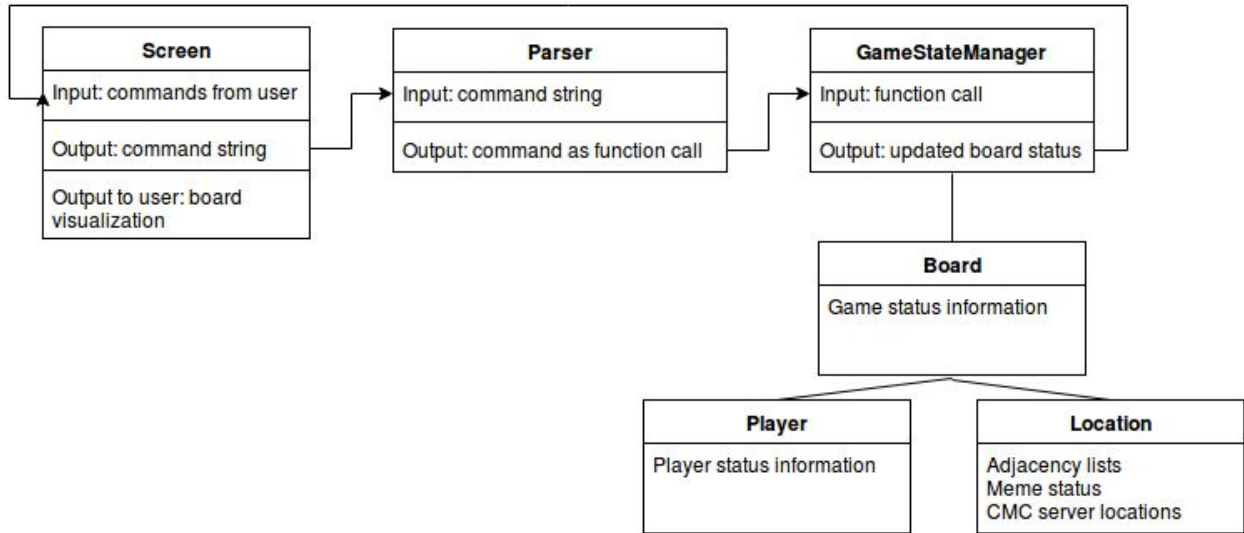 Screen
Input: commands from user
Output: command string
Output to user: board
visualization
Parser
Input: command string
Output: command as function call
GameStateManager
Input: function call
Output: updated board status
Board
Game status information
Player
Player status information
Location
Adjacency lists
Meme status
CMC server locations